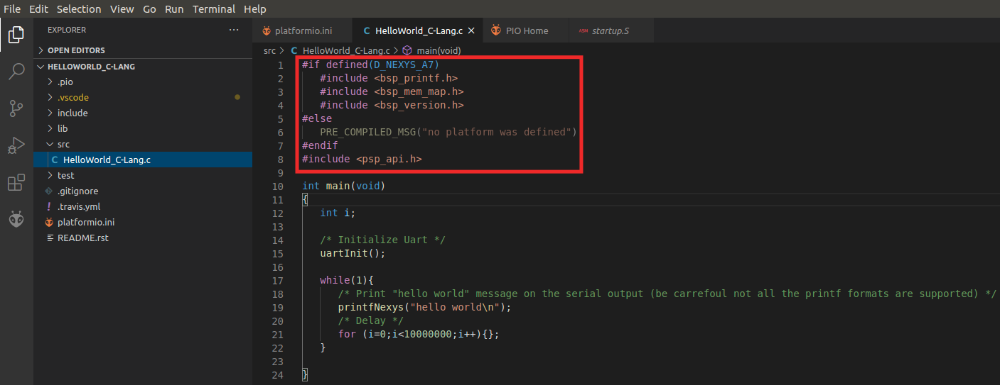 File Edit Selection View Go Run Terminal Help
EXPLORER ...
OPEN EDITORS
HELLOWORLD_C-LANG
.pio
.vscode
include
lib
src
HelloWorld_C-Lang.c
test
.gitignore
.travis.yml
platformio.ini
README.rst
platformio.ini HelloWorld_C-Lang.c PIO Home startup.S
src > C HelloWorld_C-Lang.c > main(void)
1 #if defined(D_NEXYS_A7)
2 #include <bsp_printf.h>
3 #include <bsp_mem_map.h>
4 #include <bsp_version.h>
5 #else
6 PRE_COMPILED_MSG("no platform was defined")
7 #endif
8 #include <psp_api.h>
9
10 int main(void)
11 {
12 int i;
13
14 /* Initialize Uart */
15 uartInit();
16
17 while(1){
18 /* Print "hello world" message on the serial output (be carrefoul not all the printf formats are supported) */
19 printfNexys("hello world\n");
20 /* Delay */
21 for (i=0;i<10000000;i++){};
22 }
23
24 }